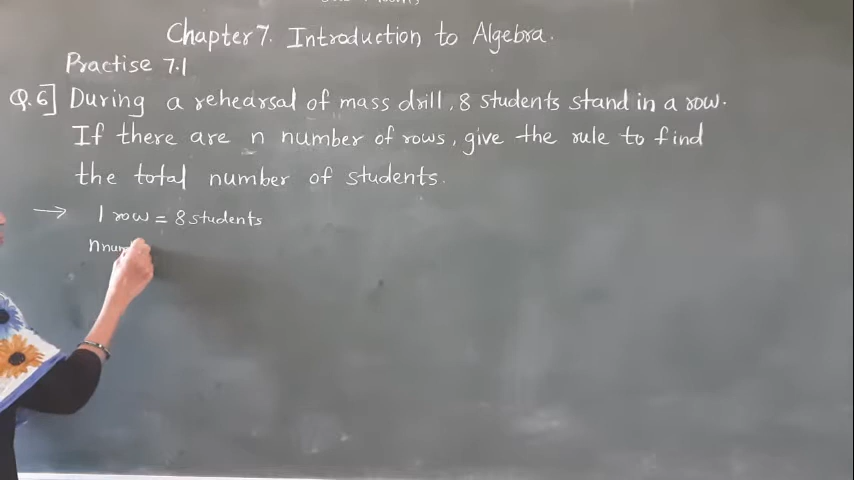 Chapter 7. Introduction to Algebra.
Practise 7.1
Q.6] During a rehearsal of mass drill, 8 students stand in a row.
If there are n number of rows, give the rule to find
the total number of students.
→ 1 row = 8 students
n num